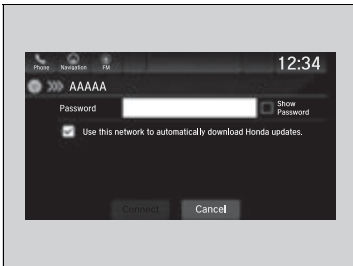 Phone Navigation FM
12:34
AAAAA
Password
Show
Password
Use this network to automatically download Honda updates.
Connect
Cancel